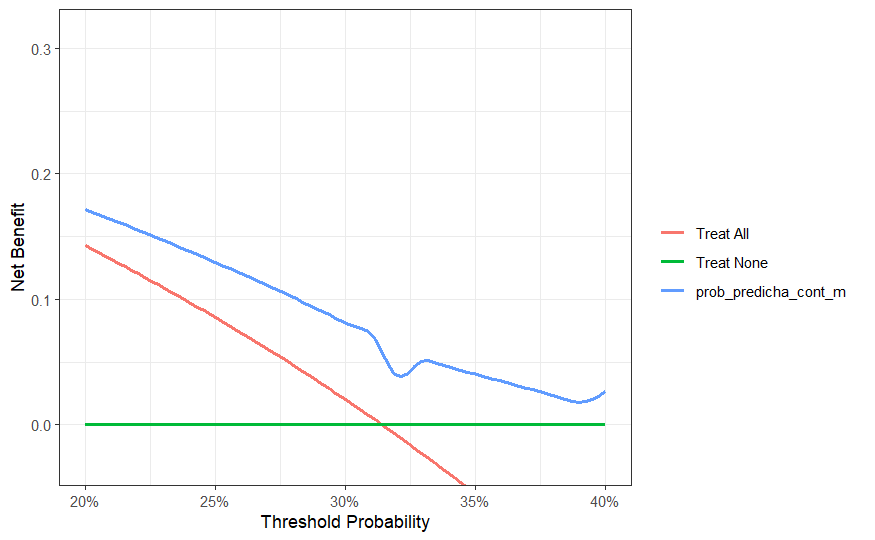 0.3
0.2
0.1
0.0
Net Benefit
20%
25%
30%
35%
40%
Threshold Probability
Treat All
Treat None
prob_predicha_cont_m